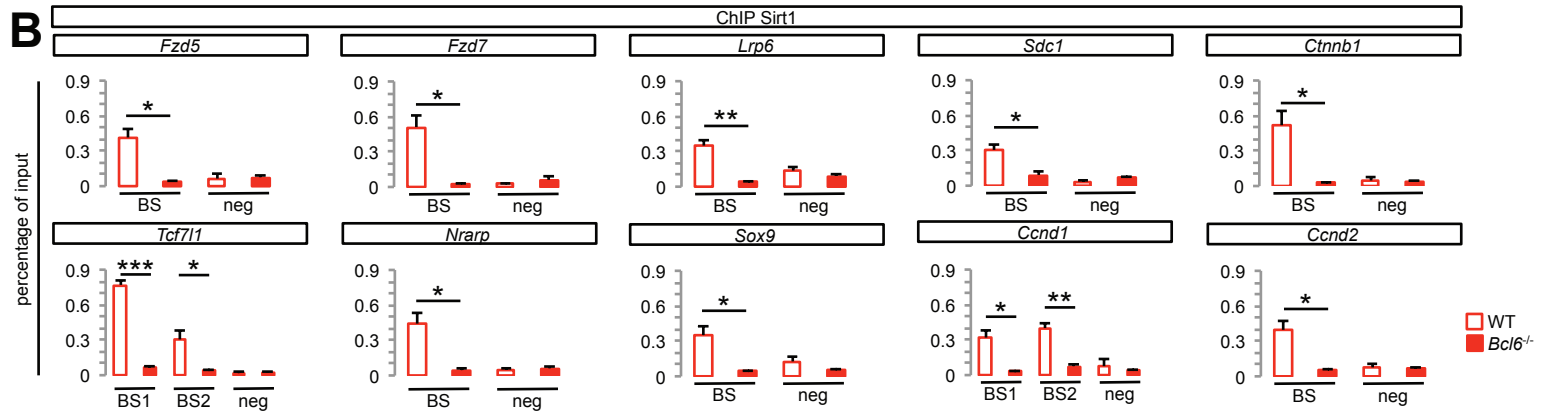 B
ChIP Sirt1
Fzd5 Fzd7 Lrp6 Sdc1 Ctnnb1
percentage of input
0.9 0.9 0.9 0.9 0.9
* * ** * *
0.6 0.6 0.6 0.6 0.6
0.3 0.3 0.3 0.3 0.3
0 0 0 0 0
BS neg BS neg BS neg BS neg BS neg
Tcf7l1 Nrarp Sox9 Ccnd1 Ccnd2
0.9 0.9 0.9 0.9 0.9
*** * * * * ** *
0.6 0.6 0.6 0.6 0.6
0.3 0.3 0.3 0.3 0.3
0 0 0 0 0
BS1 BS2 neg BS neg BS neg BS1 BS2 neg BS neg
WT
Bcl6-/-